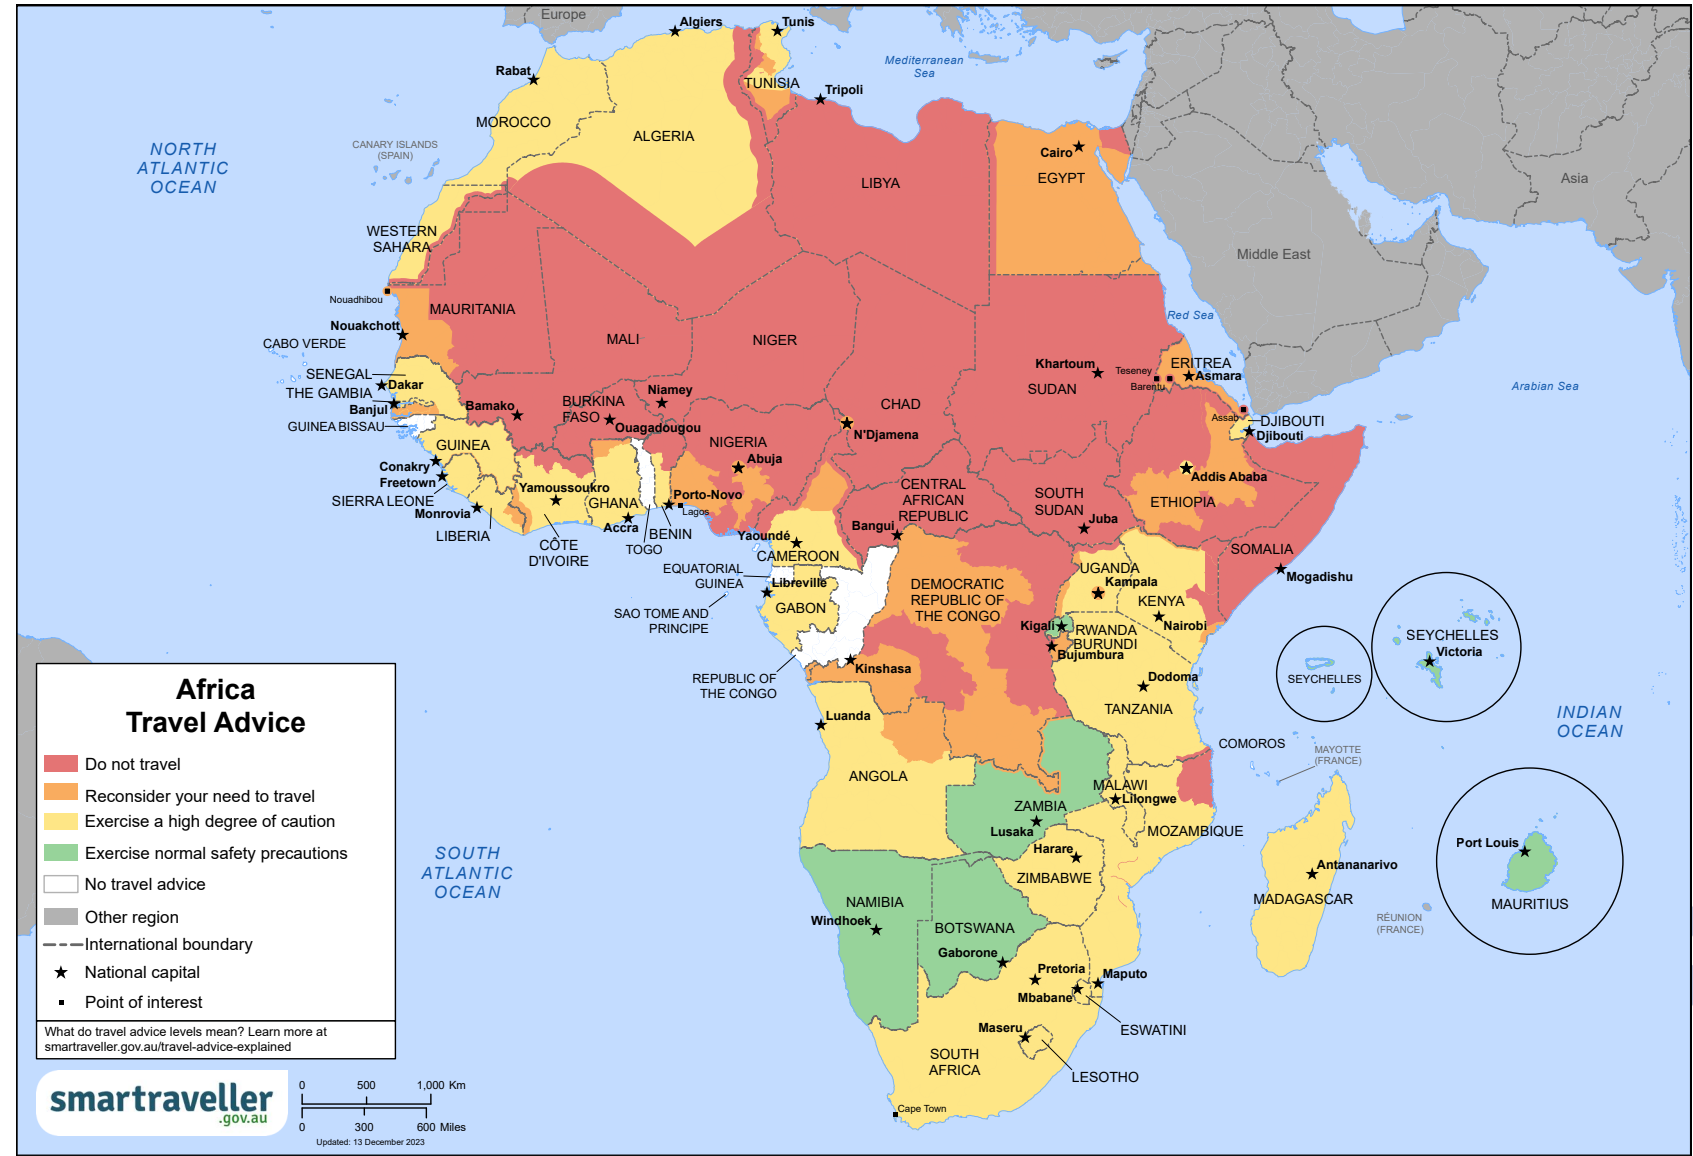 Europe
Algiers
Tunis
Mediterranean
Sea
Rabat
TUNISIA
Tripoli
MOROCCO
ALGERIA
NORTH
ATLANTIC
OCEAN
CANARY ISLANDS
(SPAIN)
Cairo
EGYPT
LIBYA
Asia
WESTERN
SAHARA
Middle East
Nouadhibou
MAURITANIA
Red Sea
Nouakchott
CABO VERDE
MALI
NIGER
Khartoum
SUDAN
Teseney
Barentu
ERITREA
Asmara
Arabian Sea
SENEGAL
Dakar
THE GAMBIA
Banjul
GUINEA BISSAU
Bamako
BURKINA
FASO
Niamey
Ouagadougou
CHAD
N'Djamena
Assab
DJIBOUTI
Djibouti
GUINEA
NIGERIA
Abuja
Conakry
Freetown
SIERRA LEONE
Monrovia
LIBERIA
Yamoussoukro
GHANA
Accra
CÔTE
D'IVOIRE
Porto-Novo
Lagos
BENIN
TOGO
CENTRAL
AFRICAN
REPUBLIC
Bangui
SOUTH
SUDAN
Juba
Addis Ababa
ETHIOPIA
Yaoundé
CAMEROON
EQUATORIAL
GUINEA
Libreville
GABON
SAO TOME AND
PRINCIPE
REPUBLIC OF
THE CONGO
DEMOCRATIC
REPUBLIC OF
THE CONGO
Kinshasa
UGANDA
Kampala
KENYA
Nairobi
SOMALIA
Mogadishu
Kigali
RWANDA
BURUNDI
Bujumbura
Dodoma
TANZANIA
SEYCHELLES
SEYCHELLES
Victoria
INDIAN
OCEAN
Luanda
ANGOLA
COMOROS
MAYOTTE
(FRANCE)
MALAWI
Lilongwe
ZAMBIA
Lusaka
MOZAMBIQUE
Harare
ZIMBABWE
Antananarivo
MADAGASCAR
Port Louis
MAURITIUS
RÉUNION
(FRANCE)
SOUTH
ATLANTIC
OCEAN
NAMIBIA
Windhoek
BOTSWANA
Gaborone
Pretoria
Mbabane
Maputo
ESWATINI
Maseru
LESOTHO
SOUTH
AFRICA
Cape Town
Africa
Travel Advice
Do not travel
Reconsider your need to travel
Exercise a high degree of caution
Exercise normal safety precautions
No travel advice
Other region
International boundary
National capital
Point of interest
What do travel advice levels mean? Learn more at
smartraveller.gov.au/travel-advice-explained
smartraveller
.gov.au
0 500 1,000 Km
0 300 600 Miles
Updated: 13 December 2023